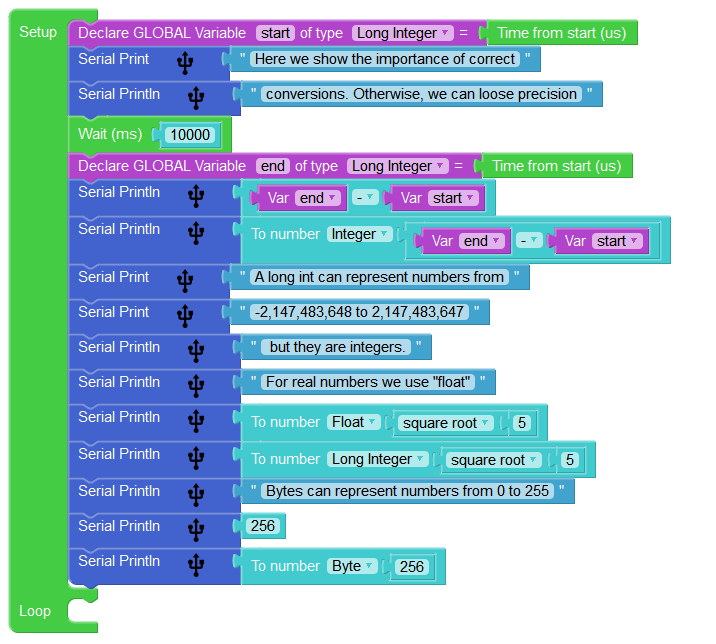 Setup
Declare GLOBAL Variable start of type Long Integer = Time from start (us)
Serial Print " Here we show the importance of correct "
Serial Println " conversions. Otherwise, we can loose precision "
Wait (ms) 10000
Declare GLOBAL Variable end of type Long Integer = Time from start (us)
Serial Println Var end - Var start
Serial Println To number Integer Var end - Var start
Serial Print " A long int can represent numbers from "
Serial Print " -2,147,483,648 to 2,147,483,647 "
Serial Println " but they are integers. "
Serial Println " For real numbers we use "float" "
Serial Println To number Float square root 5
Serial Println To number Long Integer square root 5
Serial Println " Bytes can represent numbers from 0 to 255 "
Serial Println 256
Serial Println To number Byte 256
Loop